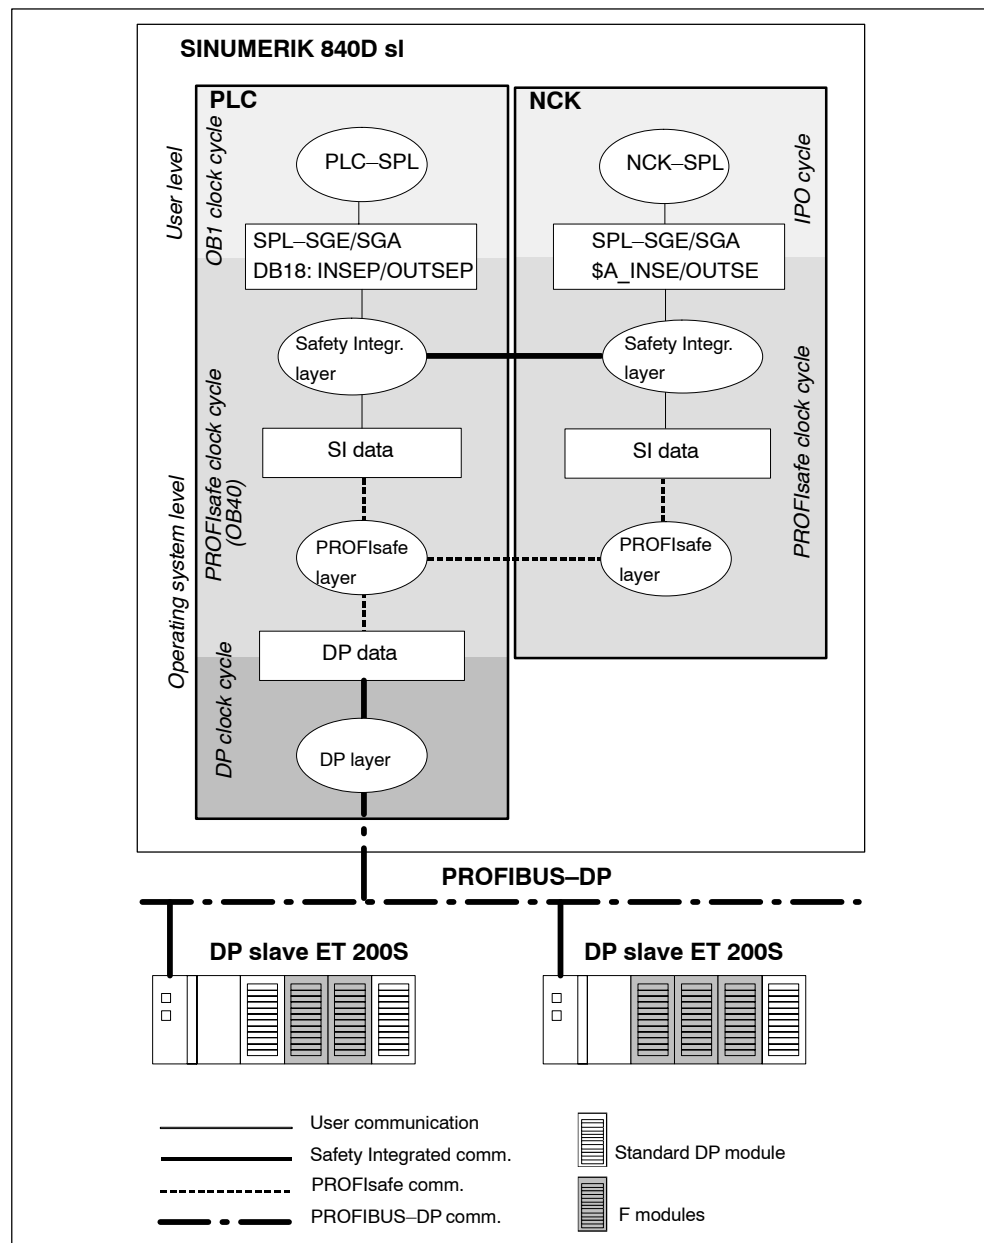 SINUMERIK 840D sl
PLC
NCK
User level
OB1 clock cycle
PLC–SPL
NCK–SPL
IPO cycle
SPL–SGE/SGA
DB18: INSEP/OUTSEP
SPL–SGE/SGA
$A_INSE/OUTSE
Safety Integr.
layer
Safety Integr.
layer
Operating system level
PROFIsafe clock cycle
(OB40)
PROFIsafe clock cycle
SI data
SI data
PROFIsafe
layer
PROFIsafe
layer
DP clock cycle
DP data
DP layer
PROFIBUS–DP
DP slave ET 200S
DP slave ET 200S
User communication
Safety Integrated comm.
PROFIsafe comm.
PROFIBUS–DP comm.
Standard DP module
F modules